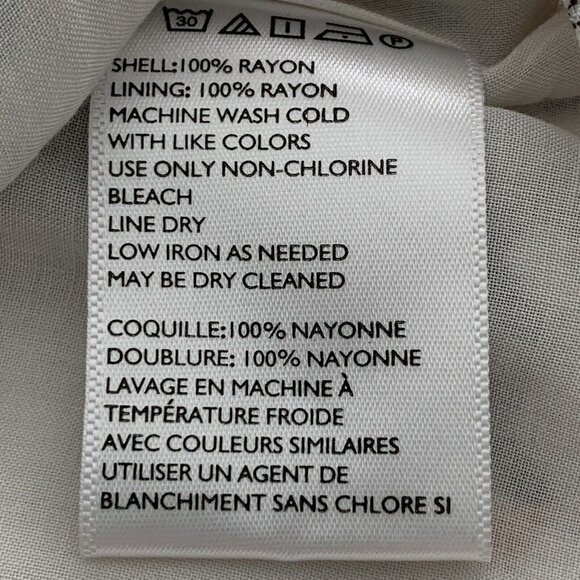 30 P
SHELL:100% RAYON
LINING: 100% RAYON
MACHINE WASH COLD
WITH LIKE COLORS
USE ONLY NON-CHLORINE
BLEACH
LINE DRY
LOW IRON AS NEEDED
MAY BE DRY CLEANED
COQUILLE:100% NAYONNE
DOUBLURE: 100% NAYONNE
LAVAGE EN MACHINE À
TEMPÉRATURE FROIDE
AVEC COULEURS SIMILAIRES
UTILISER UN AGENT DE
BLANCHIMENT SANS CHLORE SI